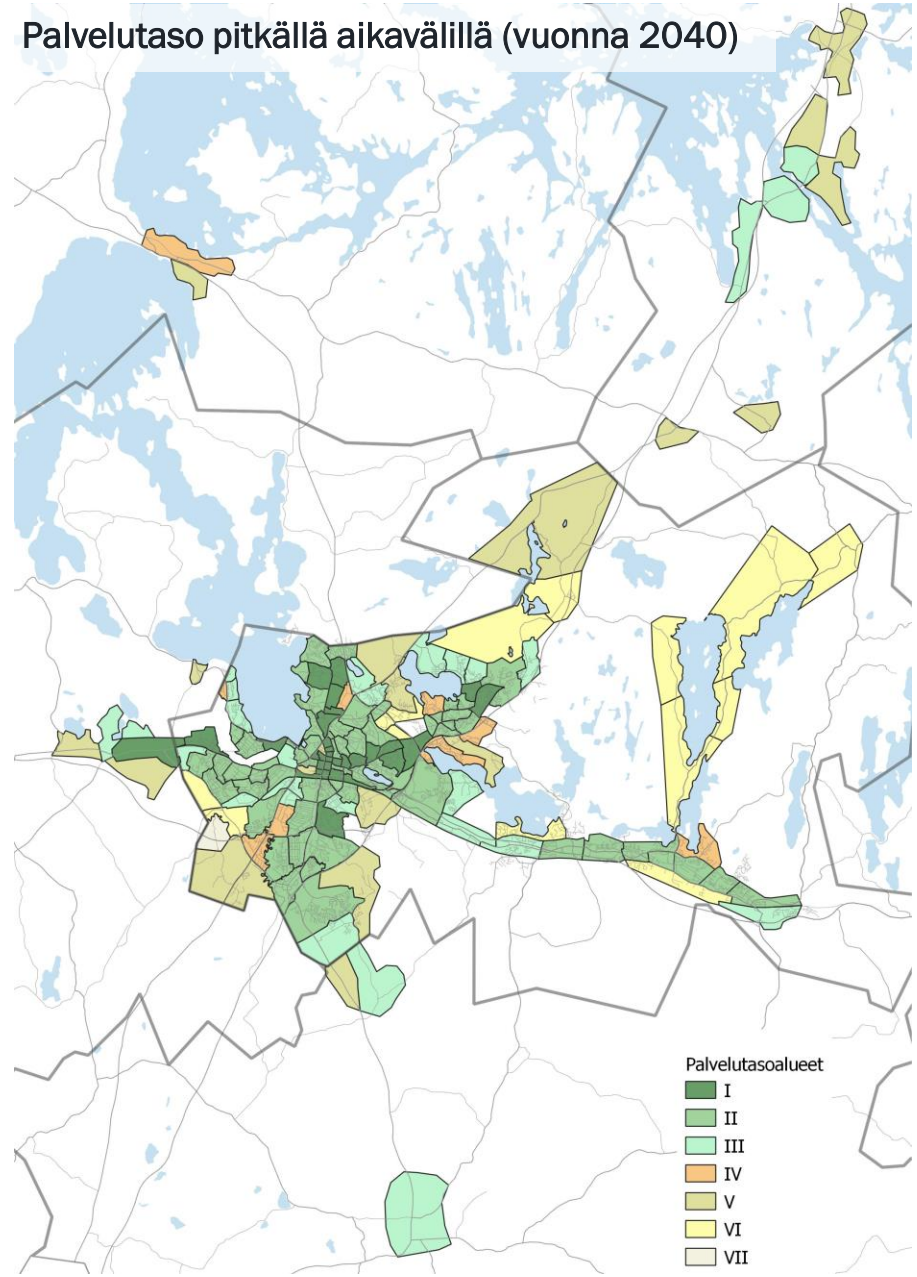 Palvelutaso pitkällä aikavälillä (vuonna 2040)
Palvelutasoalueet
I
II
III
IV
V
VI
VII